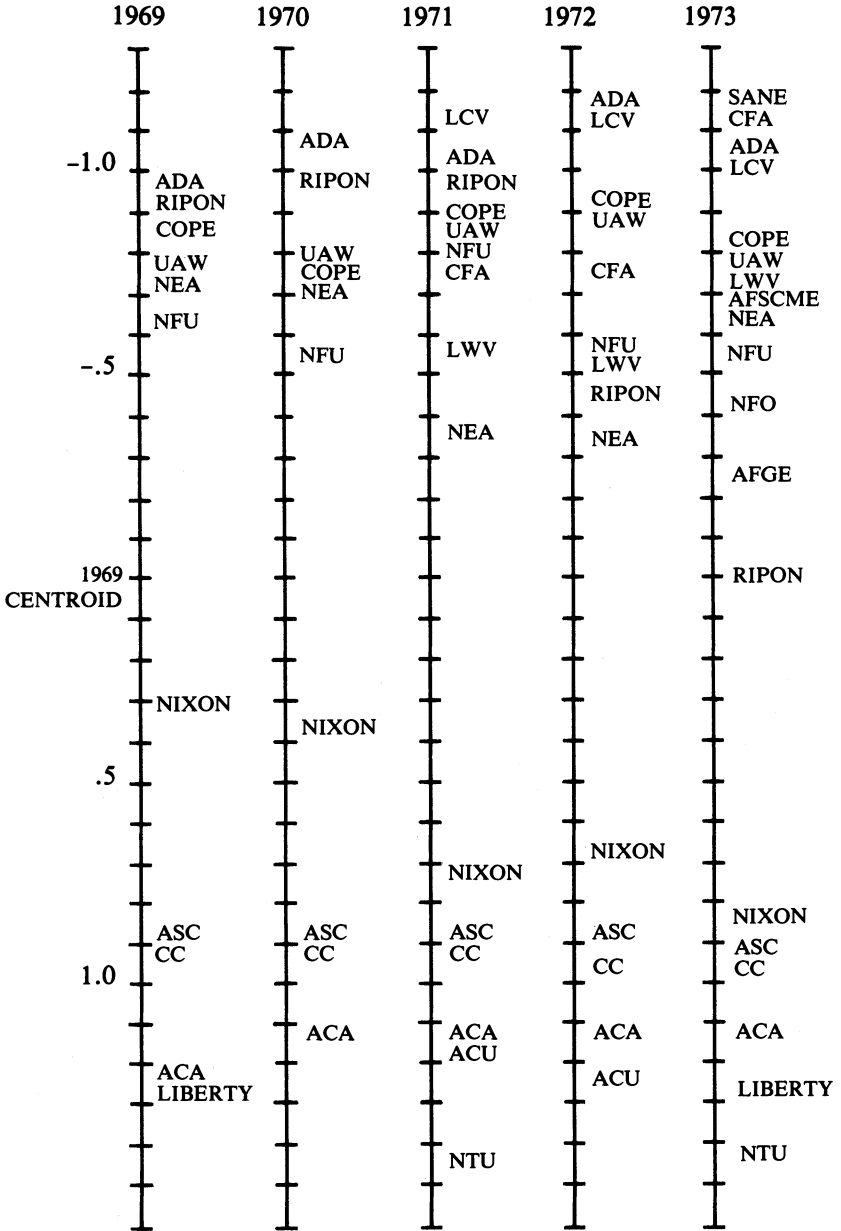 1969 1970 1971 1972 1973
-1.0
-.5
1969
CENTROID
.5
1.0
ADA
RIPON
COPE
UAW
NEA
NFU
NIXON
ASC
CC
ACA
LIBERTY
ADA
RIPON
UAW
COPE
NEA
NFU
NIXON
ASC
CC
ACA
LCV
ADA
RIPON
COPE
UAW
NFU
CFA
LWV
NEA
NIXON
ASC
CC
ACA
ACU
NTU
ADA
LCV
COPE
UAW
CFA
NFU
LWV
RIPON
NEA
NIXON
ASC
CC
ACA
ACU
SANE
CFA
ADA
LCV
COPE
UAW
LWV
AFSCME
NEA
NFU
NFO
AFGE
RIPON
NIXON
ASC
CC
ACA
LIBERTY
NTU